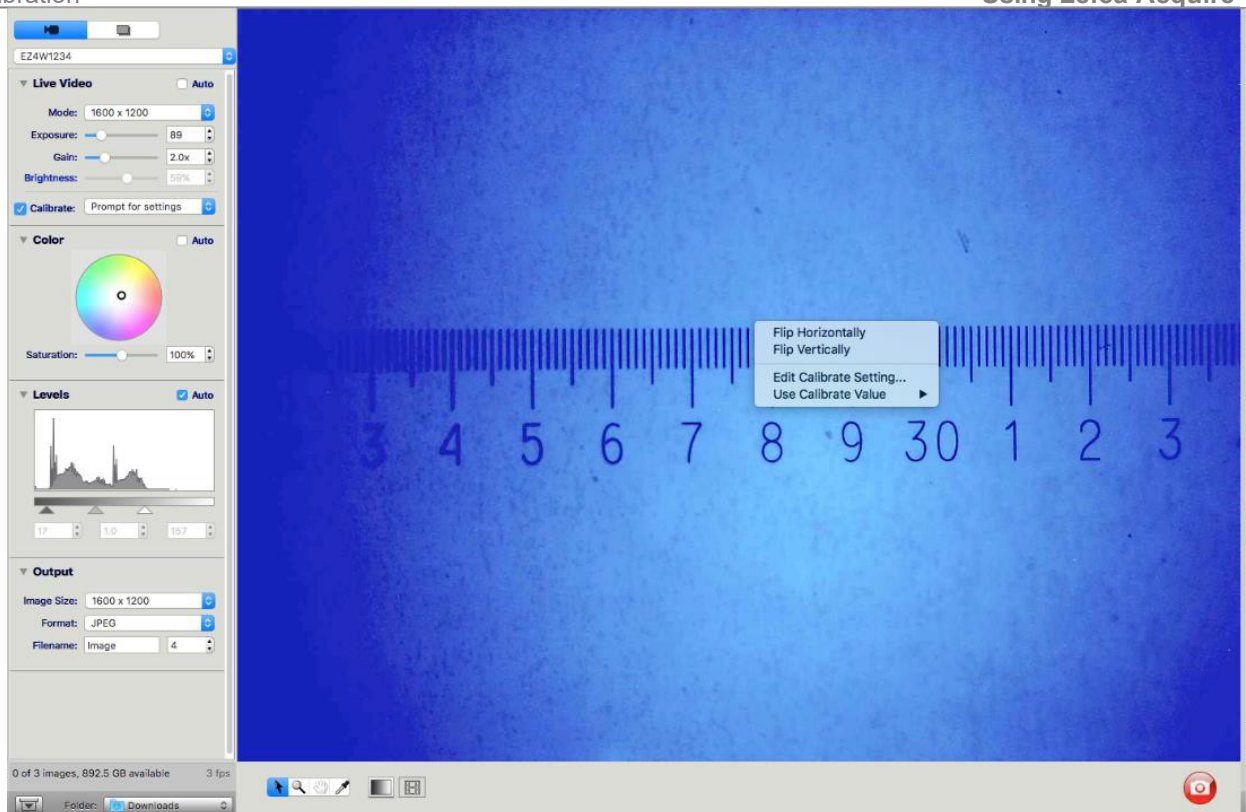 EZ4W1234
Live Video Auto
Mode: 1600 x 1200
Exposure: 89
Gain: 2.0x
Brightness: 59%
Calibrate: Prompt for settings
Color Auto
Saturation: 100%
Levels Auto
17 1.0 157
Output
Image Size: 1600 x 1200
Format: JPEG
Filename: Image 4
0 of 3 images, 892.5 GB available 3 fps
Folder: Downloads
Flip Horizontally
Flip Vertically
Edit Calibrate Setting...
Use Calibrate Value
3 4 5 6 7 8 9 30 1 2 3